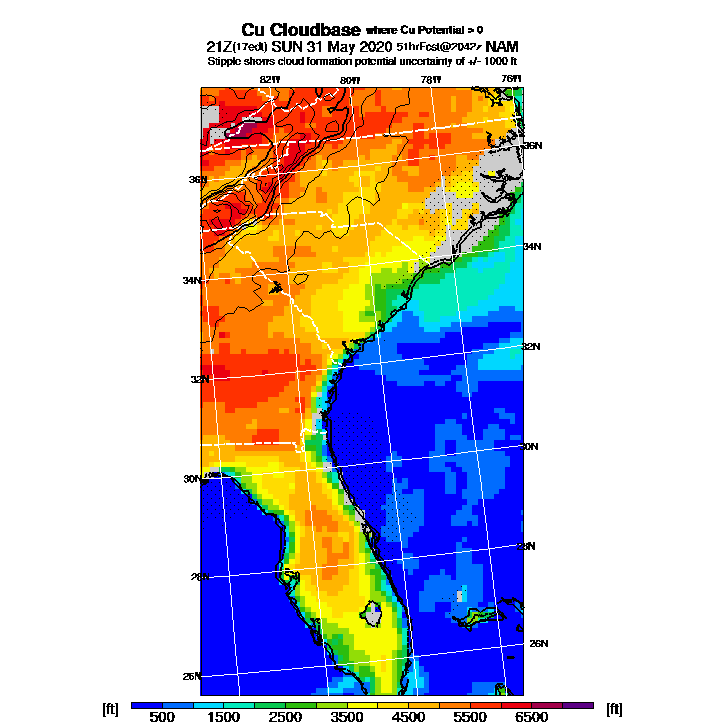 Cu Cloudbase where Cu Potential > 0
21Z(17edt) SUN 31 May 2020 51hrFcst@2042z NAM
Stipple shows cloud formation potential uncertainty of +/- 1000 ft
82W 80W 78W 76W
36N
36N
34N
34N
32N
32N
30N
30N
28N
28N
26N
26N
[ft] [ft]
500 1500 2500 3500 4500 5500 6500